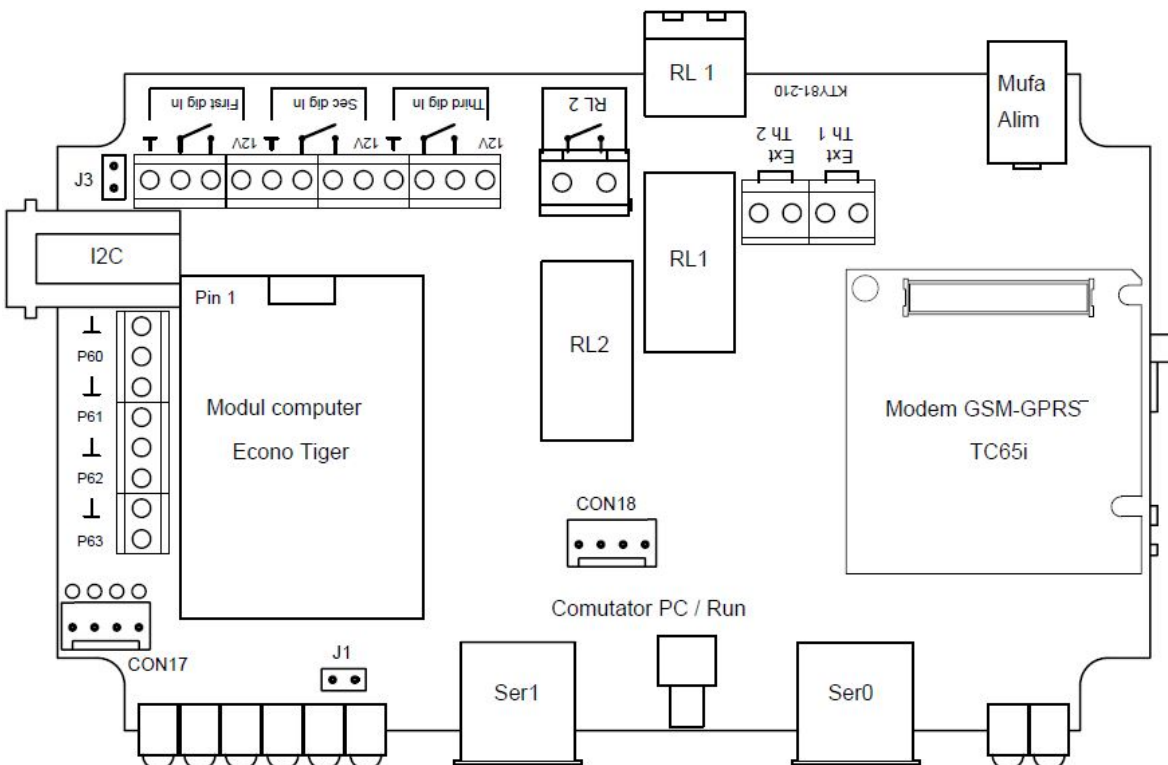 RL 1
KTY81-210
Mufa
Alim
First dig In
Sec dig In
Third dig In
RL 2
12V
12V
12V
Ext
Th 2
Ext
Th 1
J3
I2C
Pin 1
RL1
RL2
P60
P61
P62
P63
Modul computer
Econo Tiger
Modem GSM-GPRS
TC65i
CON18
Comutator PC / Run
CON17
J1
Ser1
Ser0